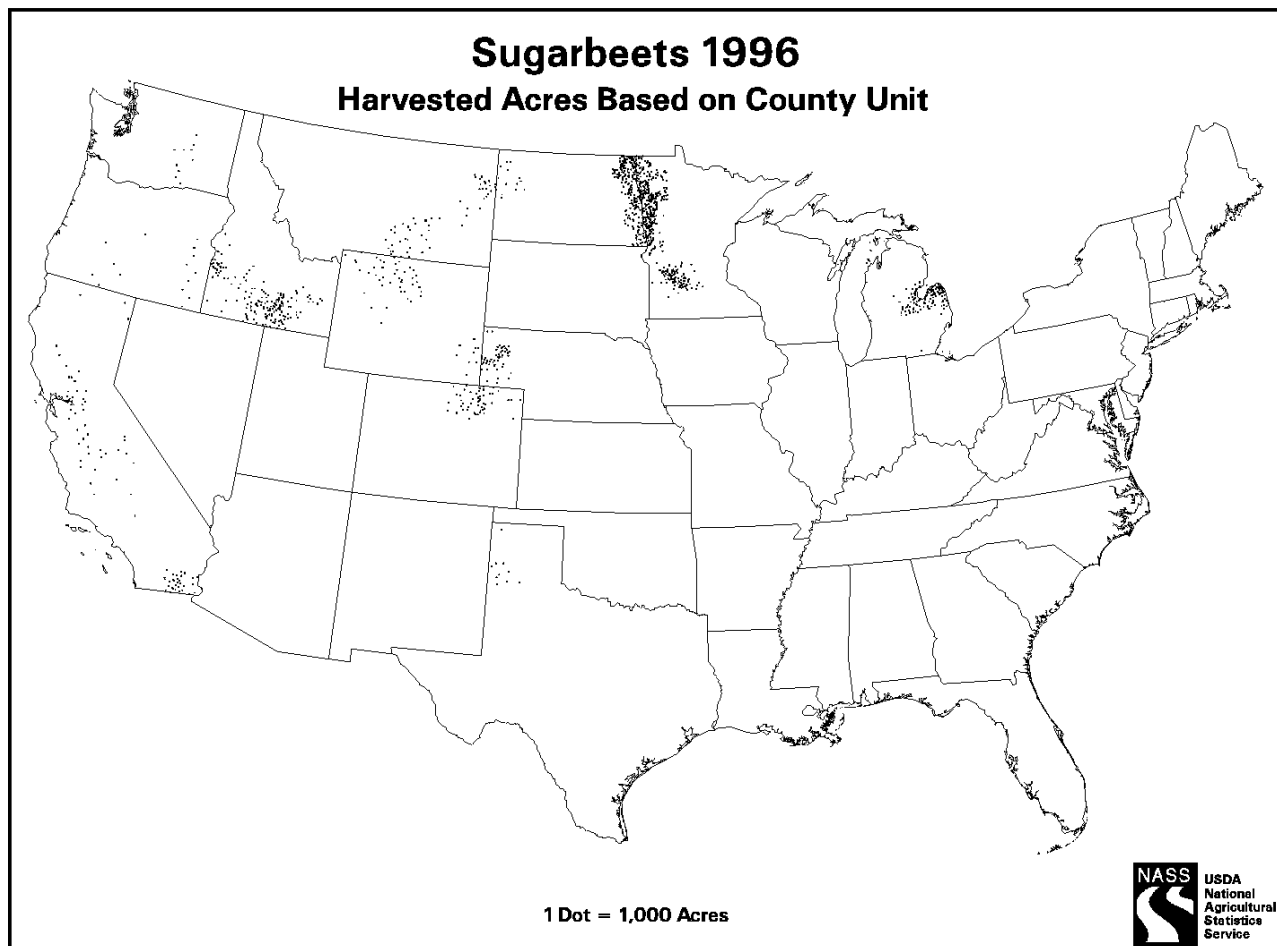 Sugarbeets 1996
Harvested Acres Based on County Unit
1 Dot = 1,000 Acres
NASS
USDA
National
Agricultural
Statistics
Service